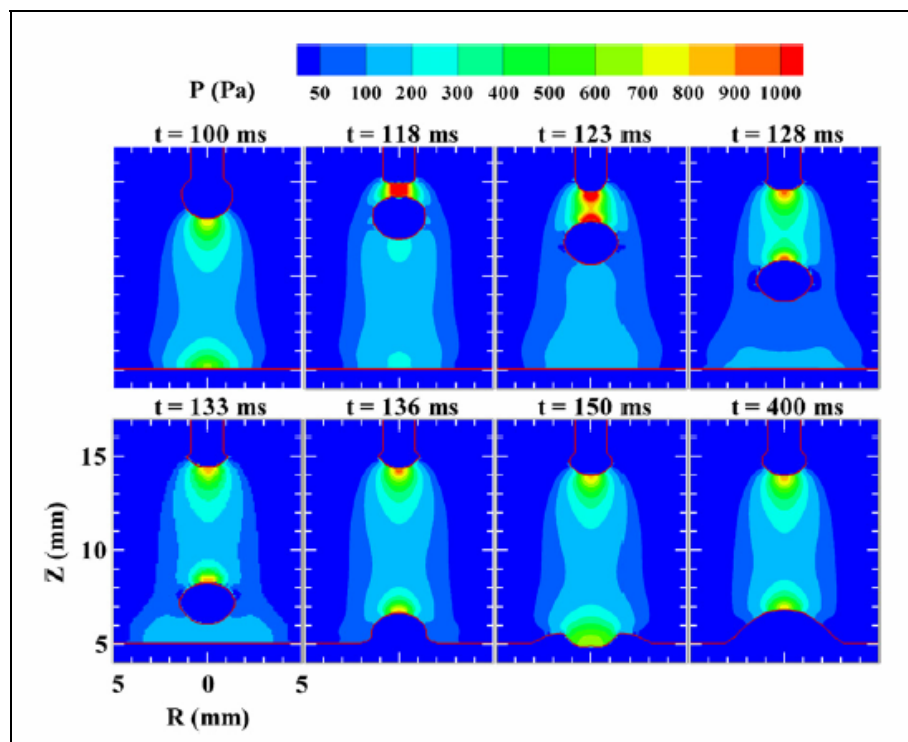 P (Pa)
50 100 200 300 400 500 600 700 800 900 1000
t = 100 ms t = 118 ms t = 123 ms t = 128 ms
t = 133 ms t = 136 ms t = 150 ms t = 400 ms
15
Z (mm)
10
5
5 0 5
R (mm)